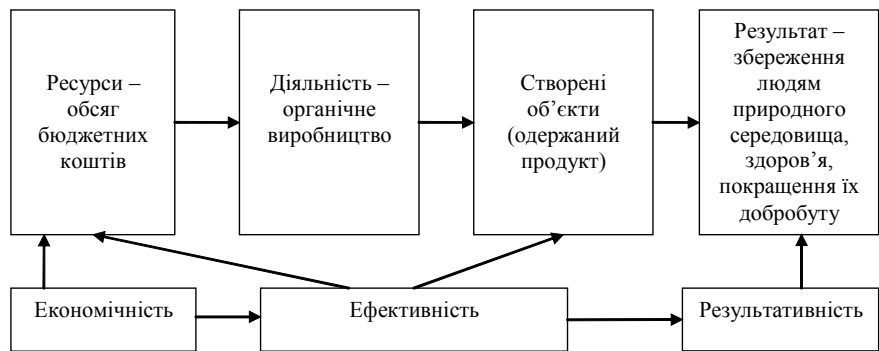 Ресурси –
обсяг
бюджетних
коштів
Діяльність –
органічне
виробництво
Створені
об’єкти
(одержаний
продукт)
Результат –
збереження
людям
природного
середовища,
здоров’я,
покращення їх
добробуту
Економічність
Ефективність
Результативність